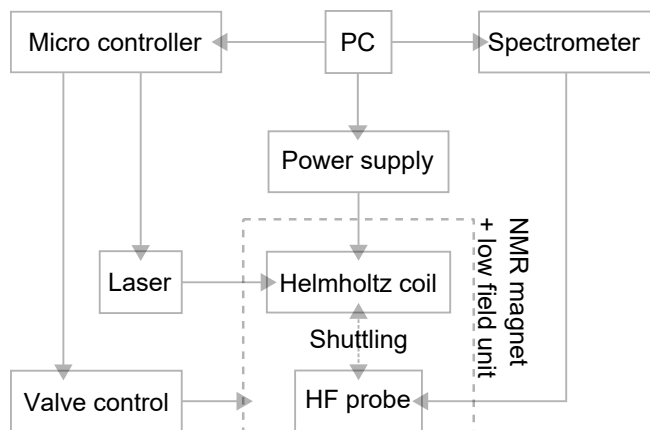 Micro controller
PC
Spectrometer
Power supply
NMR magnet
+ low field unit
Laser
Helmholtz coil
Shuttling
Valve control
HF probe